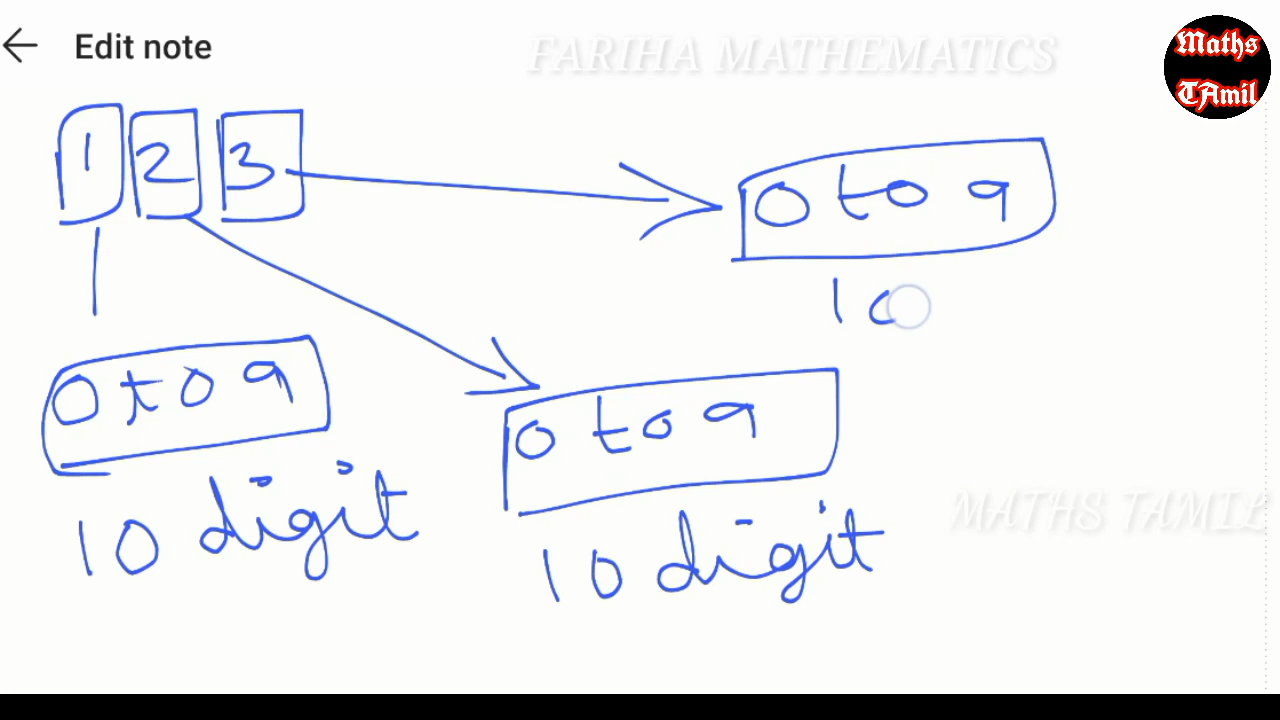 Edit note
FARIHA MATHEMATICS
Maths
TAmil
1 2 3
0 to 9
10
0 to 9
0 to 9
10 digit
10 digit
MATHS TAMIL